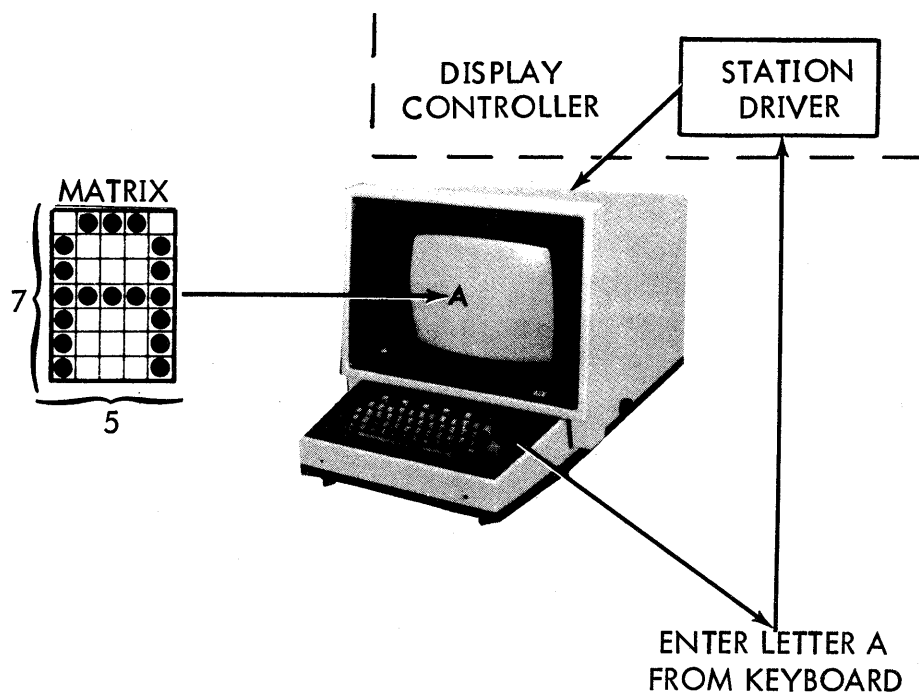 DISPLAY
CONTROLLER
STATION
DRIVER
MATRIX
7
5
A
ENTER LETTER A
FROM KEYBOARD